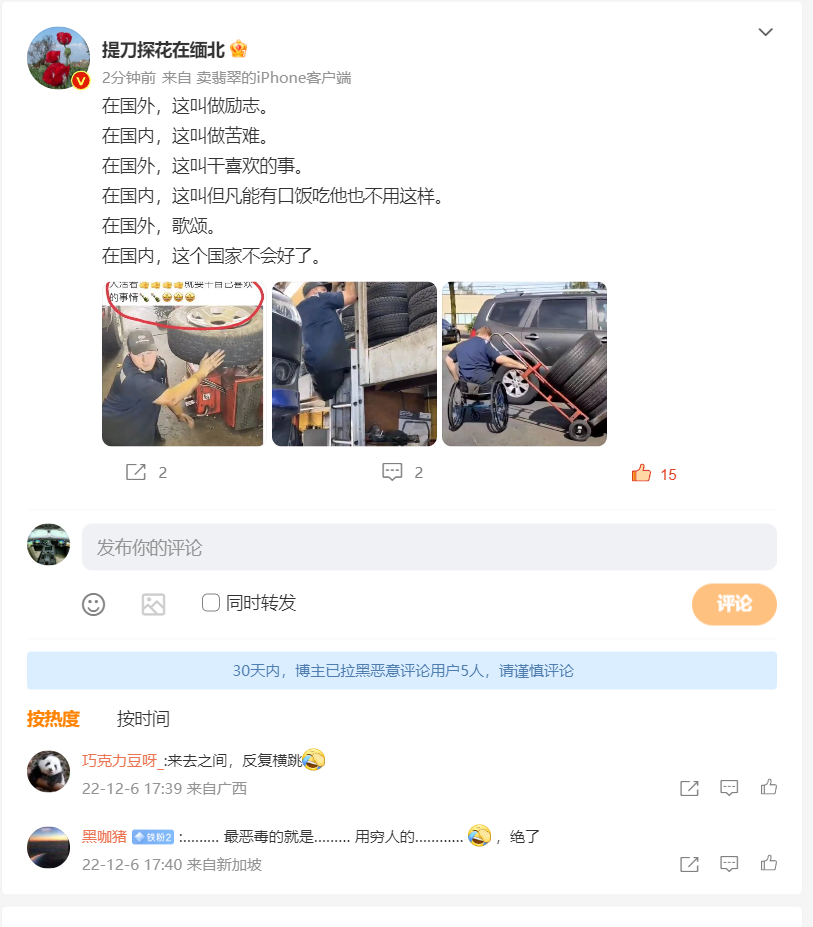 提刀探花在缅北
2分钟前 来自 卖翡翠的iPhone客户端
在国外，这叫做励志。
在国内，这叫做苦难。
在国外，这叫干喜欢的事。
在国内，这叫但凡能有口饭吃他也不用这样。
在国外，歌颂。
在国内，这个国家不会好了。
人活着👍👍👍👍就要干自己喜欢
的事情🍾🍾🤩🤩🤩
2
2
15
发布你的评论
同时转发
评论
30天内，博主已拉黑恶意评论用户5人，请谨慎评论
按热度 按时间
巧克力豆呀_:来去之间，反复横跳🤣
22-12-6 17:39 来自广西
黑咖猪 铁粉2 :......... 最恶毒的就是......... 用穷人的............ 🤣 ，绝了
22-12-6 17:40 来自新加坡